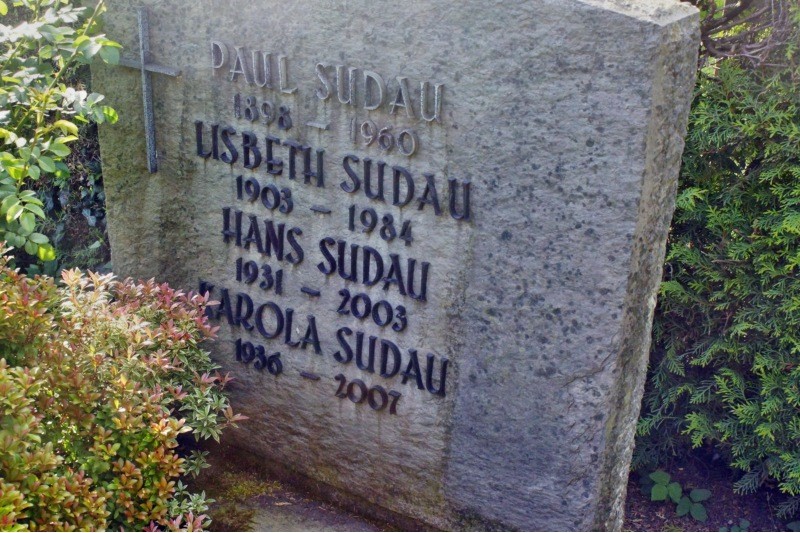 PAUL SUDAU
1898 – 1960
LISBETH SUDAU
1903 – 1984
HANS SUDAU
1931 – 2003
KAROLA SUDAU
1936 – 2007